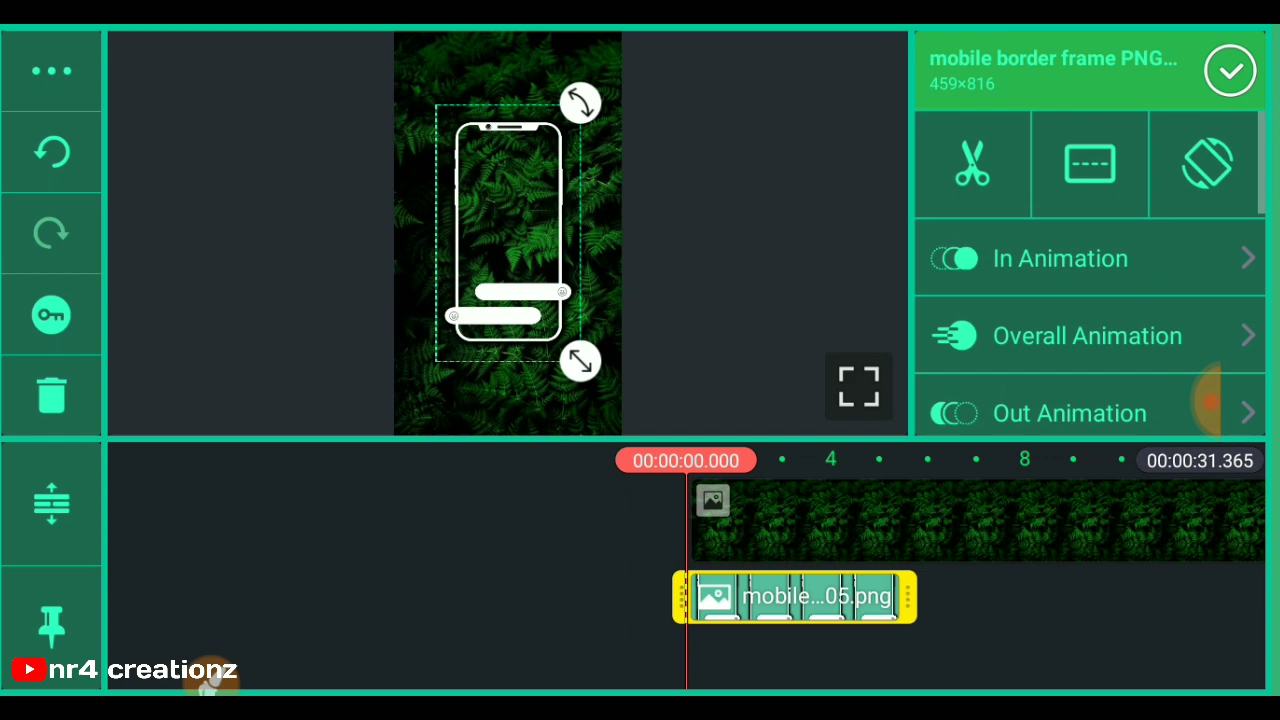 mobile border frame PNG...
459×816
In Animation
Overall Animation
Out Animation
00:00:00.000
4
8
00:00:31.365
mobile...05.png
nr4 creationz